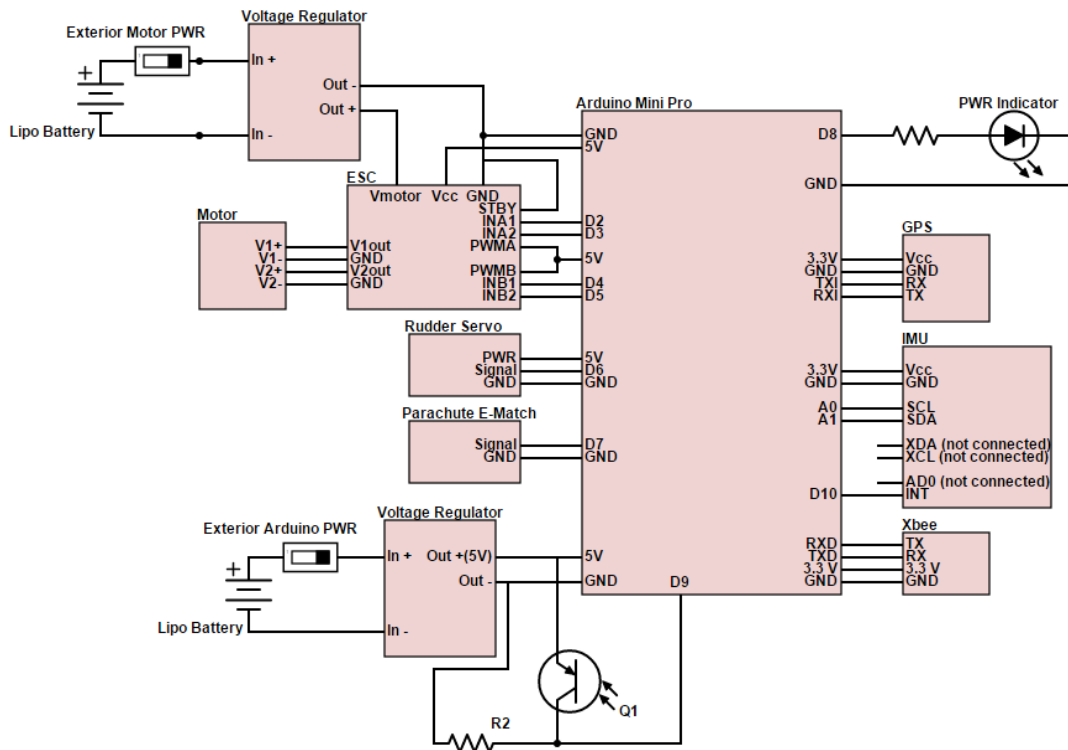 Voltage Regulator
Exterior Motor PWR
In +
Out -
Out +
Lipo Battery
In -
Arduino Mini Pro
PWR Indicator
GND
5V
D8
GND
ESC
Vmotor Vcc GND
STBY
INA1
INA2
PWMA
PWMB
INB1
INB2
D2
D3
5V
D4
D5
Motor
V1+
V1-
V2+
V2-
V1out
GND
V2out
GND
GPS
3.3V
GND
TXI
RXI
Vcc
GND
RX
TX
Rudder Servo
PWR
Signal
GND
5V
D6
GND
IMU
3.3V
GND
A0
A1
D10
Vcc
GND
SCL
SDA
XDA (not connected)
XCL (not connected)
AD0 (not connected)
INT
Parachute E-Match
Signal
GND
D7
GND
Voltage Regulator
Exterior Arduino PWR
In +
Out +(5V)
Out -
5V
GND
Lipo Battery
In -
D9
Xbee
RXD
TXD
3.3 V
GND
TX
RX
3.3 V
GND
R2
Q1